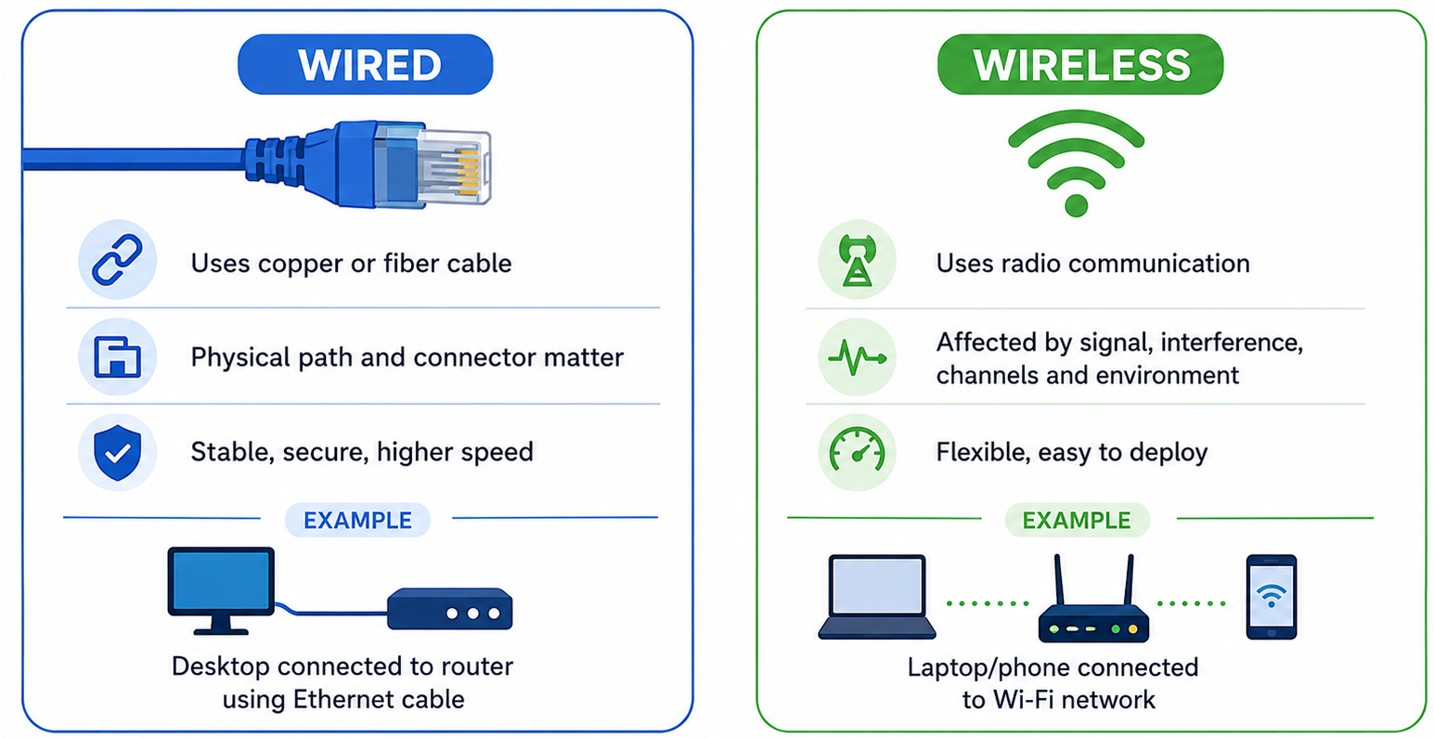 WIRED
Uses copper or fiber cable
Physical path and connector matter
Stable, secure, higher speed
EXAMPLE
Desktop connected to router
using Ethernet cable
WIRELESS
Uses radio communication
Affected by signal, interference,
channels and environment
Flexible, easy to deploy
EXAMPLE
Laptop/phone connected
to Wi-Fi network